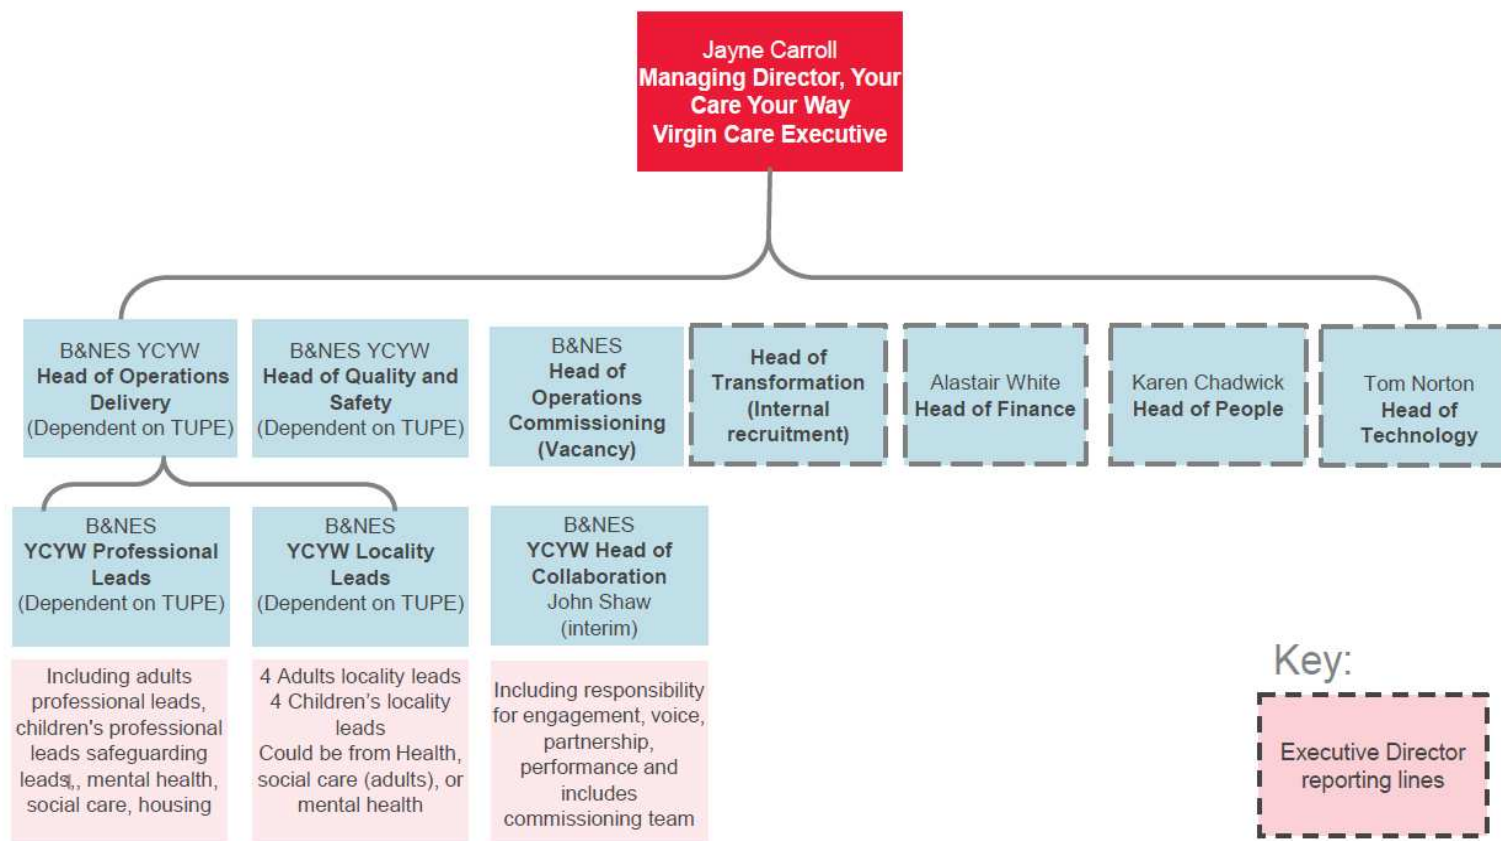 Jayne Carroll
Managing Director, Your
Care Your Way
Virgin Care Executive
B&NES YCYW
Head of Operations
Delivery
(Dependent on TUPE)
B&NES YCYW
Head of Quality and
Safety
(Dependent on TUPE)
B&NES
Head of
Operations
Commissioning
(Vacancy)
Head of
Transformation
(Internal
recruitment)
Alastair White
Head of Finance
Karen Chadwick
Head of People
Tom Norton
Head of
Technology
B&NES
YCYW Professional
Leads
(Dependent on TUPE)
B&NES
YCYW Locality
Leads
(Dependent on TUPE)
B&NES
YCYW Head of
Collaboration
John Shaw
(interim)
Including adults
professional leads,
children's professional
leads safeguarding
leads,, mental health,
social care, housing
4 Adults locality leads
4 Children’s locality
leads
Could be from Health,
social care (adults), or
mental health
Including responsibility
for engagement, voice,
partnership,
performance and
includes
commissioning team
Key:
Executive Director
reporting lines